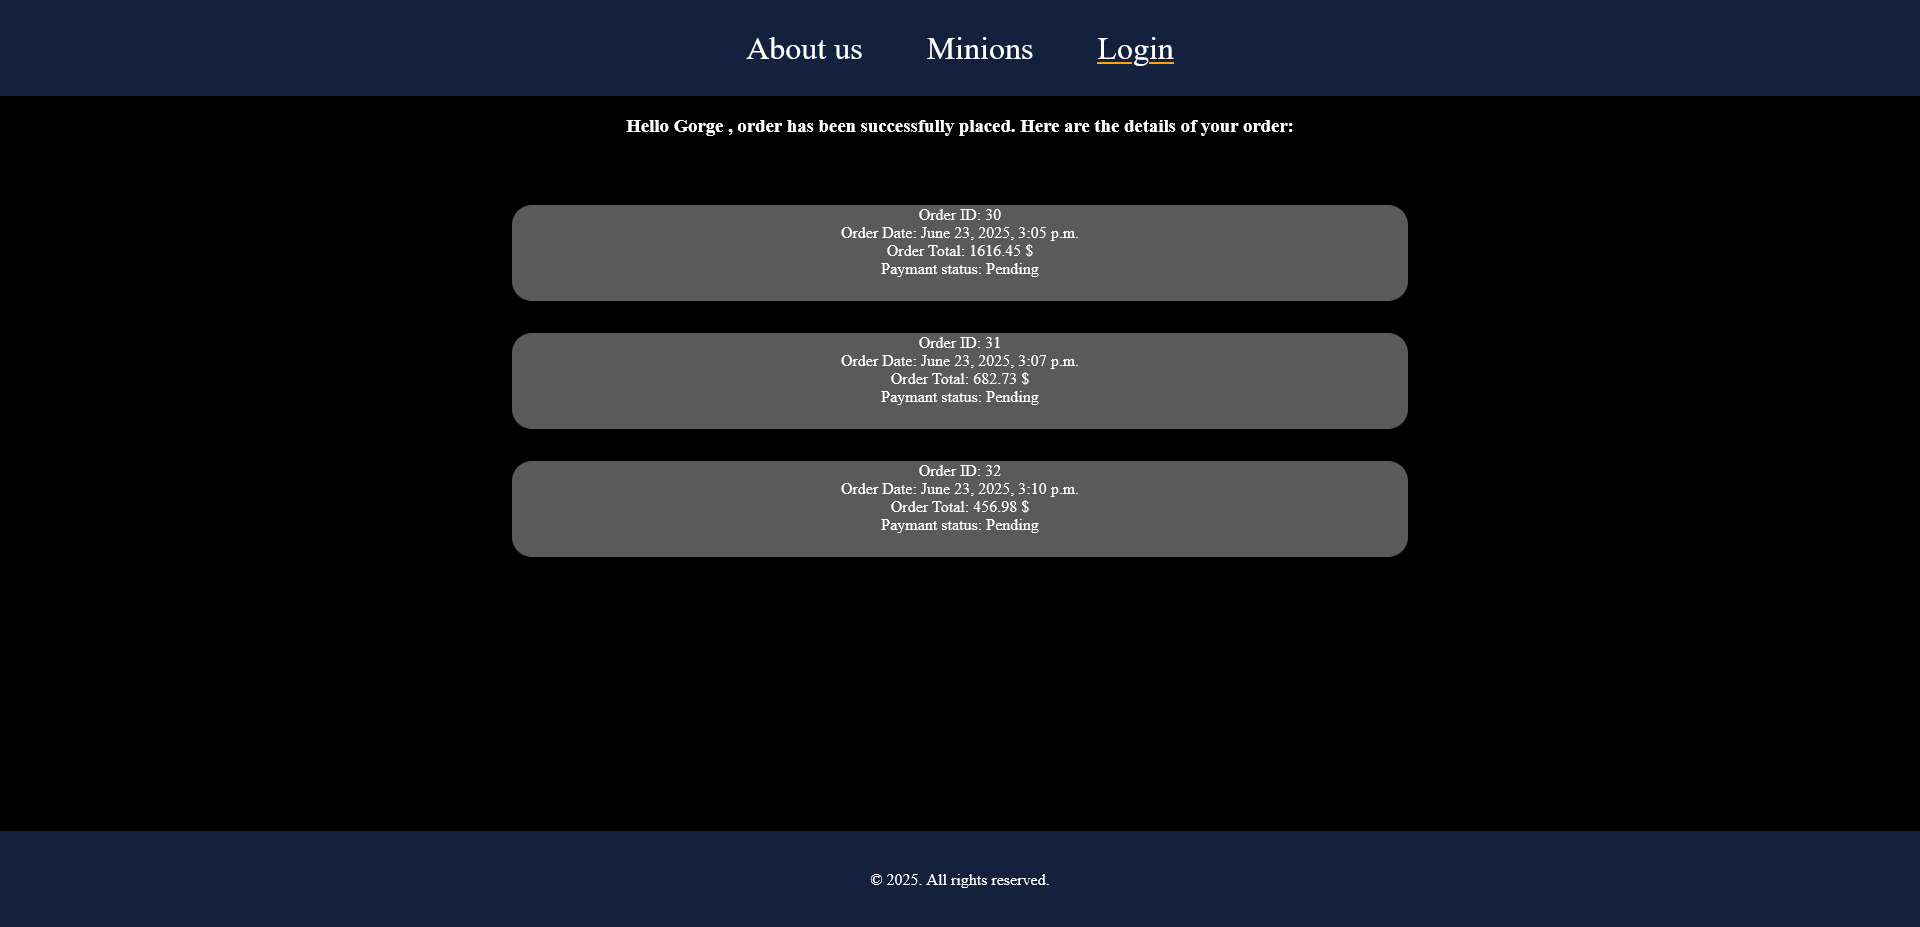 About us Minions Login
Hello Gorge , order has been successfully placed. Here are the details of your order:
Order ID: 30
Order Date: June 23, 2025, 3:05 p.m.
Order Total: 1616.45 $
Paymant status: Pending
Order ID: 31
Order Date: June 23, 2025, 3:07 p.m.
Order Total: 682.73 $
Paymant status: Pending
Order ID: 32
Order Date: June 23, 2025, 3:10 p.m.
Order Total: 456.98 $
Paymant status: Pending
© 2025. All rights reserved.